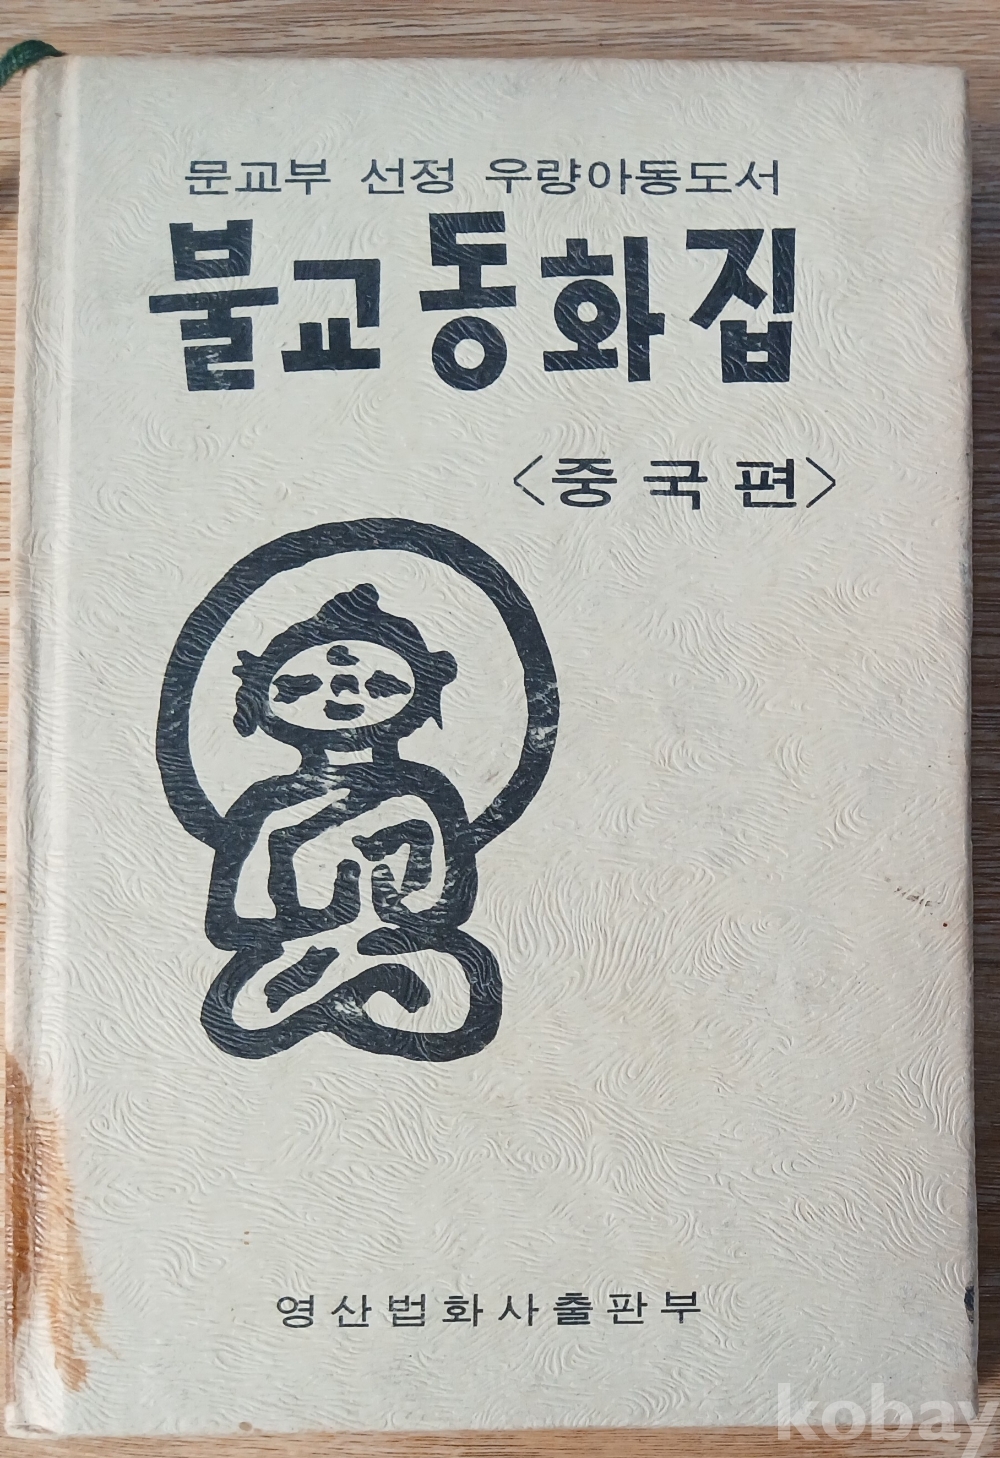 문교부 선정 우량아동도서
불교동화집
<중국편>
영산법화사출판부
kobay